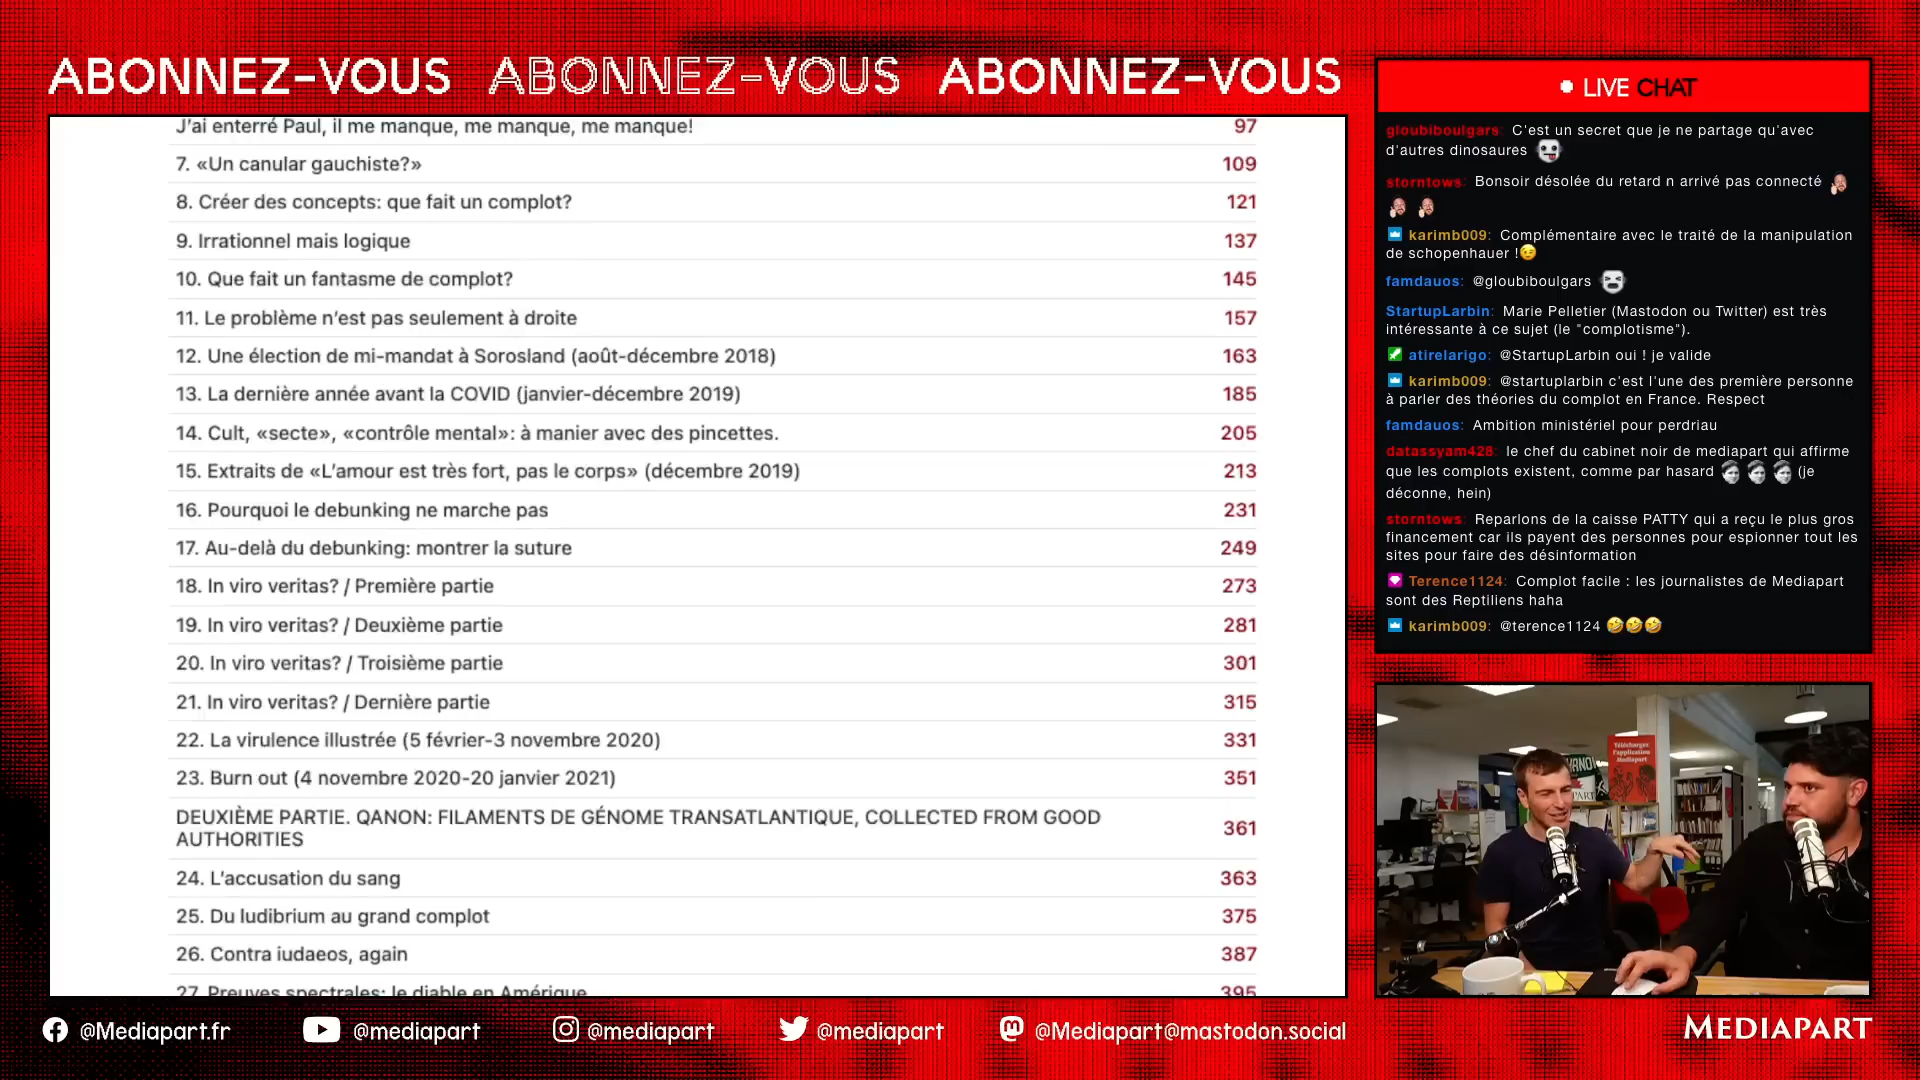 ABONNEZ-VOUS ABONNEZ-VOUS ABONNEZ-VOUS
J'ai enterré Paul, il me manque, me manque, me manque! 97
7. «Un canular gauchiste?» 109
8. Créer des concepts: que fait un complot? 121
9. Irrationnel mais logique 137
10. Que fait un fantasme de complot? 145
11. Le problème n'est pas seulement à droite 157
12. Une élection de mi-mandat à Sorosland (août-décembre 2018) 163
13. La dernière année avant la COVID (janvier-décembre 2019) 185
14. Cult, «secte», «contrôle mental»: à manier avec des pincettes. 205
15. Extraits de «L'amour est très fort, pas le corps» (décembre 2019) 213
16. Pourquoi le debunking ne marche pas 231
17. Au-delà du debunking: montrer la suture 249
18. In viro veritas? / Première partie 273
19. In viro veritas? / Deuxième partie 281
20. In viro veritas? / Troisième partie 301
21. In viro veritas? / Dernière partie 315
22. La virulence illustrée (5 février-3 novembre 2020) 331
23. Burn out (4 novembre 2020-20 janvier 2021) 351
DEUXIÈME PARTIE. QANON: FILAMENTS DE GÉNOME TRANSATLANTIQUE, COLLECTED FROM GOOD
AUTHORITIES 361
24. L'accusation du sang 363
25. Du ludibrium au grand complot 375
26. Contra iudaeos, again 387
27. Preuves spectrales: le diable en Amérique 395
LIVE CHAT
gloubiboulgars: C'est un secret que je ne partage qu'avec
d'autres dinosaures
storntows: Bonsoir désolée du retard n arrivé pas connecté
karimb009: Complémentaire avec le traité de la manipulation
de schopenhauer !
famdauos: @gloubiboulgars
StartupLarbin: Marie Pelletier (Mastodon ou Twitter) est très
intéressante à ce sujet (le "complotisme").
atirelarigo: @StartupLarbin oui ! je valide
karimb009: @startuplarbin c'est l'une des première personne
à parler des théories du complot en France. Respect
famdauos: Ambition ministériel pour perdriau
datassyam428: le chef du cabinet noir de mediapart qui affirme
que les complots existent, comme par hasard (je
déconne, hein)
storntows: Reparlons de la caisse PATTY qui a reçu le plus gros
financement car ils payent des personnes pour espionner tout les
sites pour faire des désinformation
Terence1124: Complot facile : les journalistes de Mediapart
sont des Reptiliens haha
karimb009: @terence1124
Téléchargez
l'application
Mediapart
@Mediapart.fr @mediapart @mediapart @mediapart @Mediapart@mastodon.social
MEDIAPART